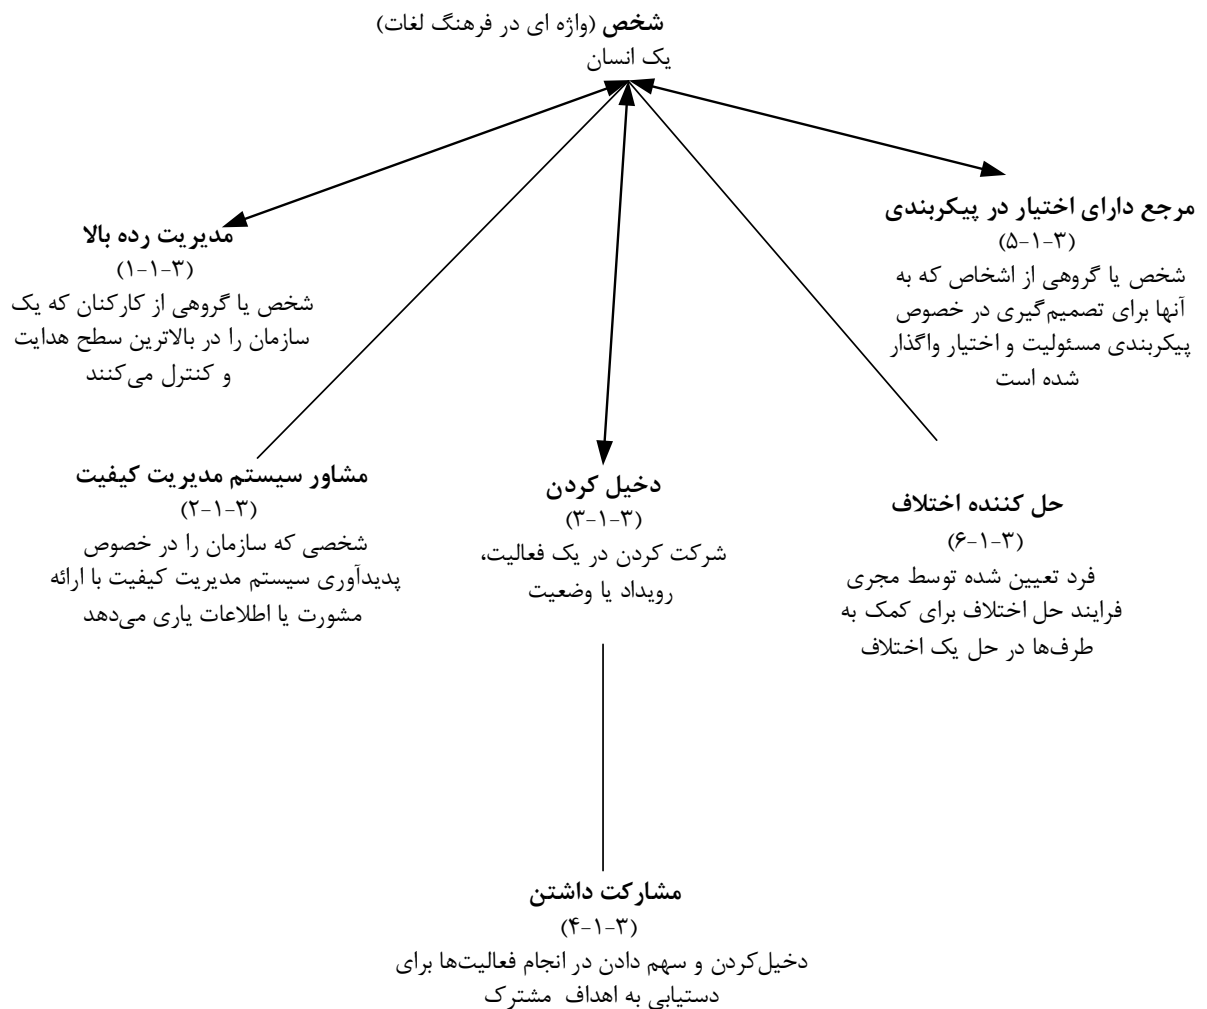 شخص (واژه ای در فرهنگ لغات)
یک انسان
مدیریت رده بالا
(۳-۱-۱)
شخص یا گروهی از کارکنان که یک
سازمان را در بالاترین سطح هدایت
و کنترل می‌کنند
مرجع دارای اختیار در پیکربندی
(۳-۱-۵)
شخص یا گروهی از اشخاص که به
آنها برای تصمیم‌گیری در خصوص
پیکربندی مسئولیت و اختیار واگذار
شده است
مشاور سیستم مدیریت کیفیت
(۳-۱-۲)
شخصی که سازمان را در خصوص
پدیدآوری سیستم مدیریت کیفیت با ارائه
مشورت یا اطلاعات یاری می‌دهد
دخیل کردن
(۳-۱-۳)
شرکت کردن در یک فعالیت،
رویداد یا وضعیت
حل کننده اختلاف
(۳-۱-۶)
فرد تعیین شده توسط مجری
فرایند حل اختلاف برای کمک به
طرف‌ها در حل یک اختلاف
مشارکت داشتن
(۳-۱-۴)
دخیل‌کردن و سهم دادن در انجام فعالیت‌ها برای
دستیابی به اهداف مشترک